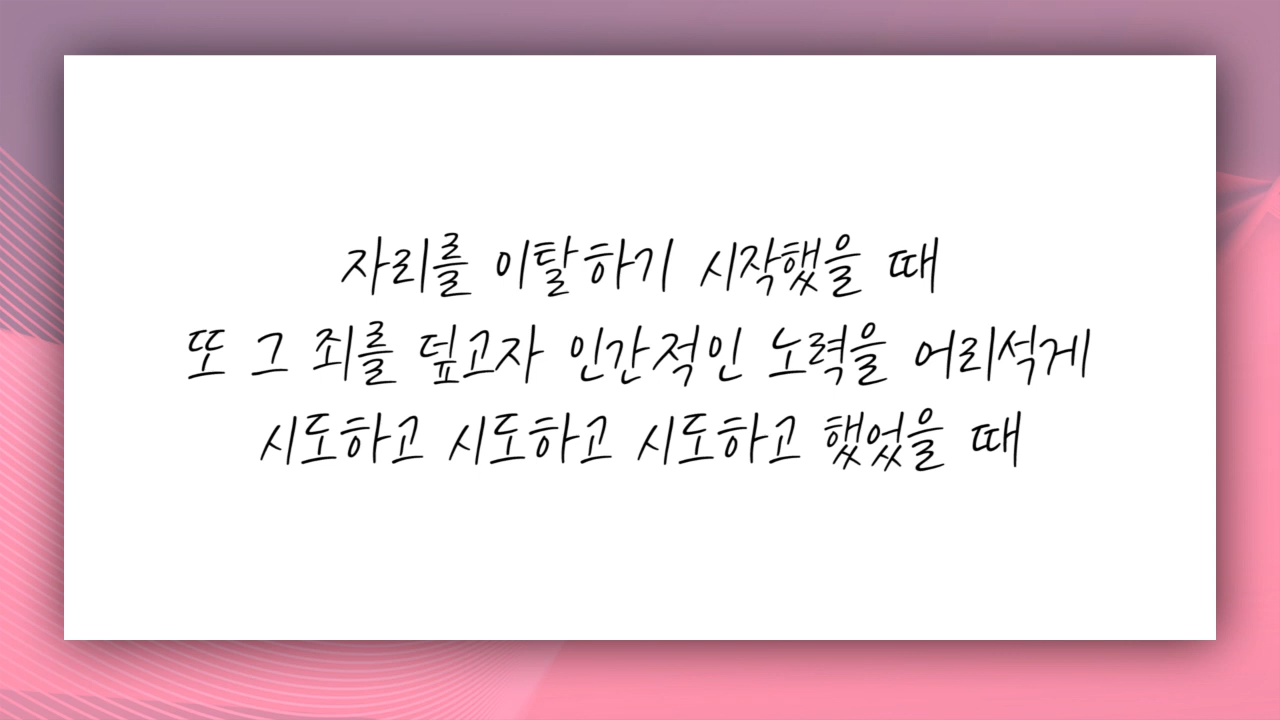 자리를 이탈하기 시작했을 때
또 그 죄를 덮고자 인간적인 노력을 어리석게
시도하고 시도하고 시도하고 했었을 때